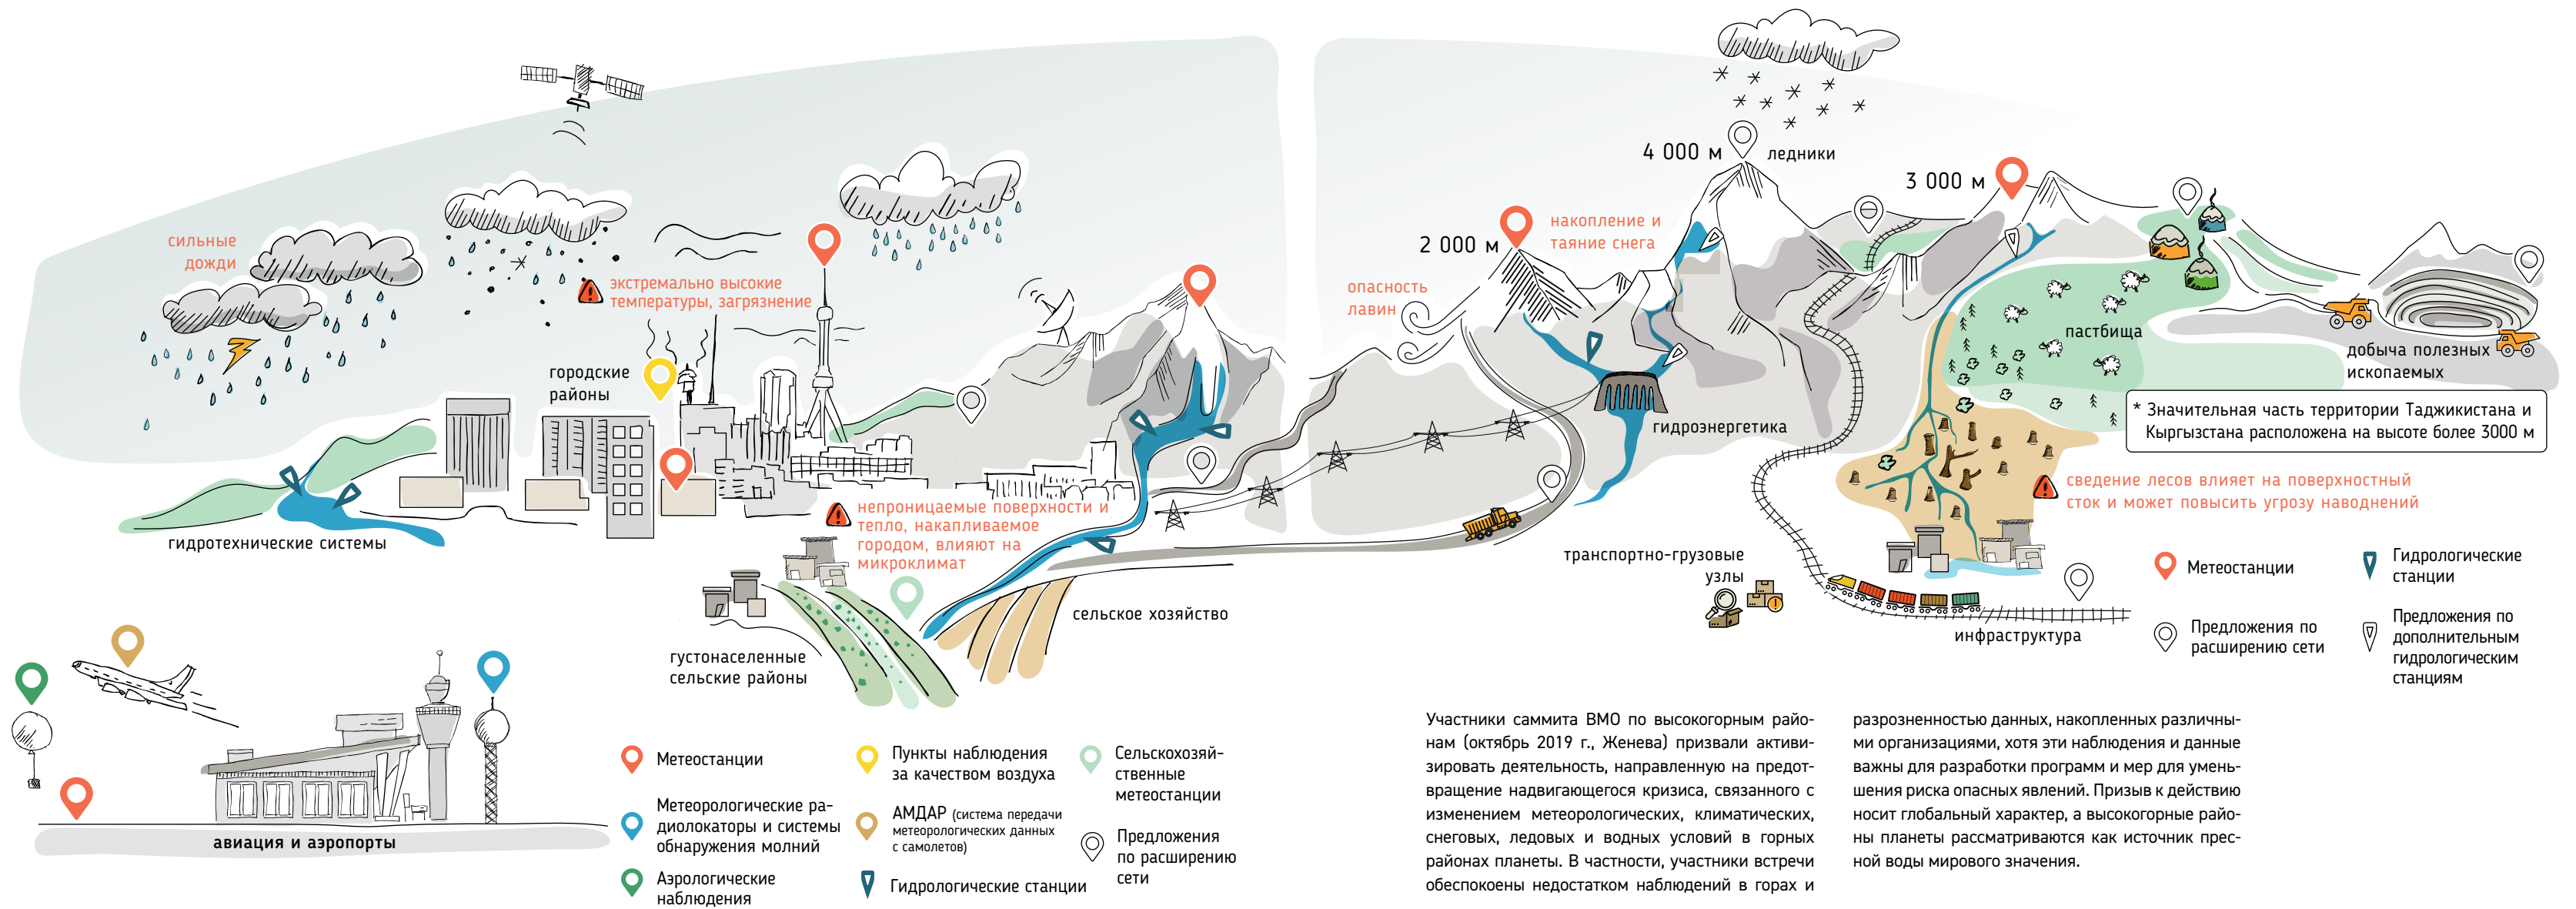 сильные
дожди
экстремально высокие
температуры, загрязнение
городские
районы
гидротехнические системы
непроницаемые поверхности и
тепло, накапливаемое
городом, влияют на
микроклимат
густонаселенные
сельские районы
сельское хозяйство
авиация и аэропорты
Метеостанции
Метеорологические ра-
диолокаторы и системы
обнаружения молний
Аэрологические
наблюдения
Пункты наблюдения
за качеством воздуха
АМДАР (система передачи
метеорологических данных
с самолетов)
Гидрологические станции
Сельскохозяй-
ственные
метеостанции
Предложения
по расширению
сети
4 000 м
ледники
3 000 м
2 000 м
накопление и
таяние снега
опасность
лавин
гидроэнергетика
пастбища
добыча полезных
ископаемых
* Значительная часть территории Таджикистана и
Кыргызстана расположена на высоте более 3000 м
сведение лесов влияет на поверхностный
сток и может повысить угрозу наводнений
транспортно-грузовые
узлы
инфраструктура
Метеостанции
Предложения по
расширению сети
Гидрологические
станции
Предложения по
дополнительным
гидрологическим
станциям
Участники саммита ВМО по высокогорным райо-
нам (октябрь 2019 г., Женева) призвали активи-
зировать деятельность, направленную на предот-
вращение надвигающегося кризиса, связанного с
изменением метеорологических, климатических,
снеговых, ледовых и водных условий в горных
районах планеты. В частности, участники встречи
обеспокоены недостатком наблюдений в горах и
разрозненностью данных, накопленных различны-
ми организациями, хотя эти наблюдения и данные
важны для разработки программ и мер для умень-
шения риска опасных явлений. Призыв к действию
носит глобальный характер, а высокогорные райо-
ны планеты рассматриваются как источник прес-
ной воды мирового значения.